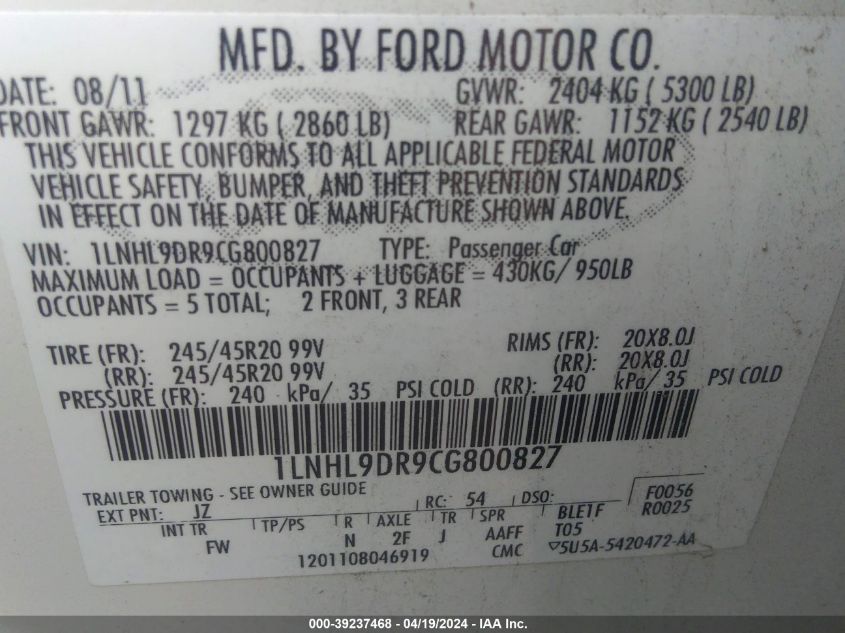 MFD. BY FORD MOTOR CO.
DATE: 08/11 GVWR: 2404 KG ( 5300 LB)
FRONT GAWR: 1297 KG ( 2860 LB) REAR GAWR: 1152 KG ( 2540 LB)
THIS VEHICLE CONFORMS TO ALL APPLICABLE FEDERAL MOTOR
VEHICLE SAFETY, BUMPER, AND THEFT PREVENTION STANDARDS
IN EFFECT ON THE DATE OF MANUFACTURE SHOWN ABOVE.
VIN: 1LNHL9DR9CG800827 TYPE: Passenger Car
MAXIMUM LOAD = OCCUPANTS + LUGGAGE = 430KG/ 950LB
OCCUPANTS = 5 TOTAL; 2 FRONT, 3 REAR
TIRE (FR): 245/45R20 99V RIMS (FR): 20X8.0J
(RR): 245/45R20 99V (RR): 20X8.0J
PRESSURE (FR): 240 kPa/ 35 PSI COLD (RR): 240 kPa/ 35 PSI COLD
1LNHL9DR9CG800827
TRAILER TOWING - SEE OWNER GUIDE
EXT PNT: JZ RC: 54 DSO: F0056
R0025
INT TR TP/PS R AXLE TR SPR BLETF
FW N 2F J AAFF T05
1201108046919 CMC ▽5U5A-5420472-AA
000-39237468 - 04/19/2024 - IAA Inc.